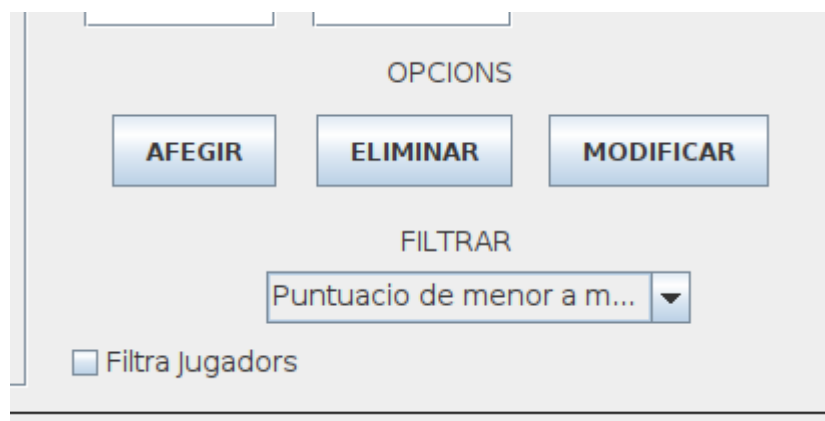 OPCIONS
AFEGIR ELIMINAR MODIFICAR
FILTRAR
Puntuacio de menor a m...
Filtra Jugadors